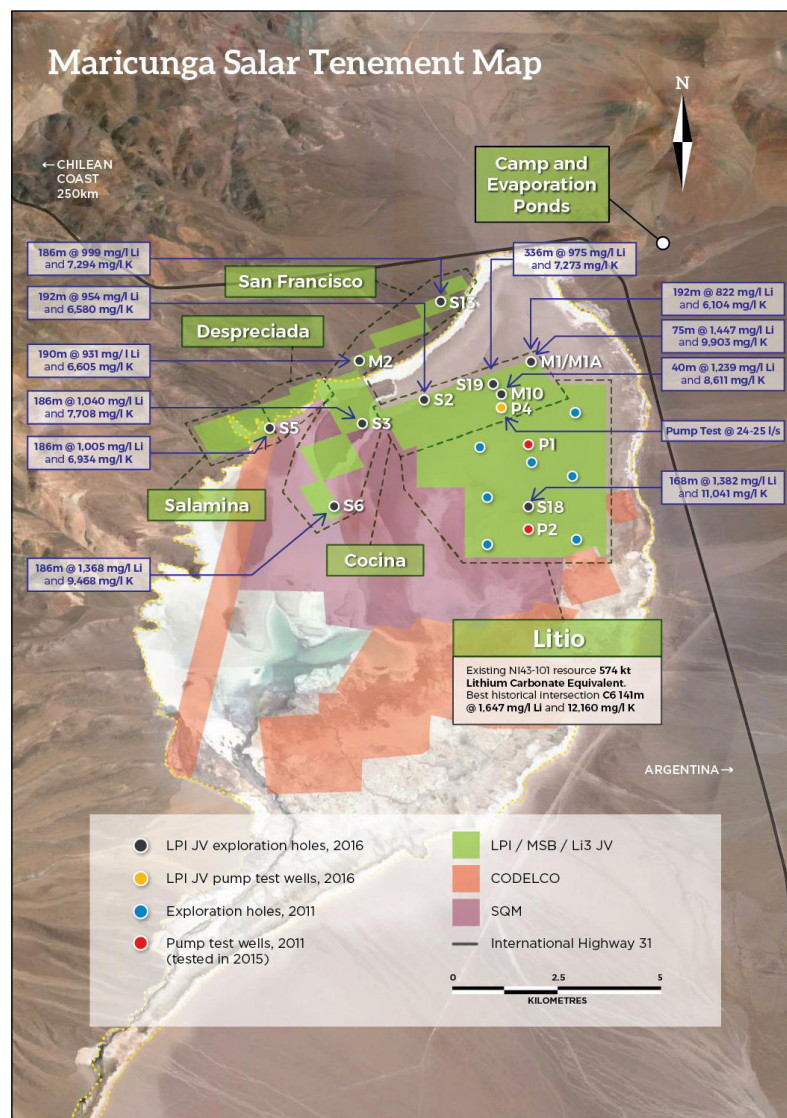 Maricunga Salar Tenement Map
N
←CHILEAN
COAST
250km
Camp and
Evaporation
Ponds
186m @ 999 mg/l Li
and 7,294 mg/l K
San Francisco
336m @ 975 mg/l Li
and 7,273 mg/l K
192m @ 954 mg/l Li
and 6,580 mg/l K
S13
192m @ 822 mg/l Li
and 6,104 mg/l K
Despreciada
75m @ 1,447 mg/l Li
and 9,903 mg/l K
190m @ 931 mg/ l Li
and 6,605 mg/l K
M2
M1/M1A
40m @ 1,239 mg/l Li
and 8,611 mg/l K
S19
M10
S2
P4
186m @ 1,040 mg/l Li
and 7,708 mg/l K
S3
S5
Pump Test @ 24-25 l/s
P1
186m @ 1,005 mg/l Li
and 6,934 mg/l K
168m @ 1,382 mg/l Li
and 11,041 mg/l K
Salamina
S6
S18
P2
Cocina
186m @ 1,368 mg/l Li
and 9,468 mg/l K
Litio
Existing NI43-101 resource 574 kt
Lithium Carbonate Equivalent.
Best historical intersection C6 141m
@ 1,647 mg/l Li and 12,160 mg/l K
ARGENTINA→
LPI JV exploration holes, 2016
LPI JV pump test wells, 2016
Exploration holes, 2011
Pump test wells, 2011
(tested in 2015)
LPI / MSB / Li3 JV
CODELCO
SQM
International Highway 31
0 2.5 5
KILOMETRES